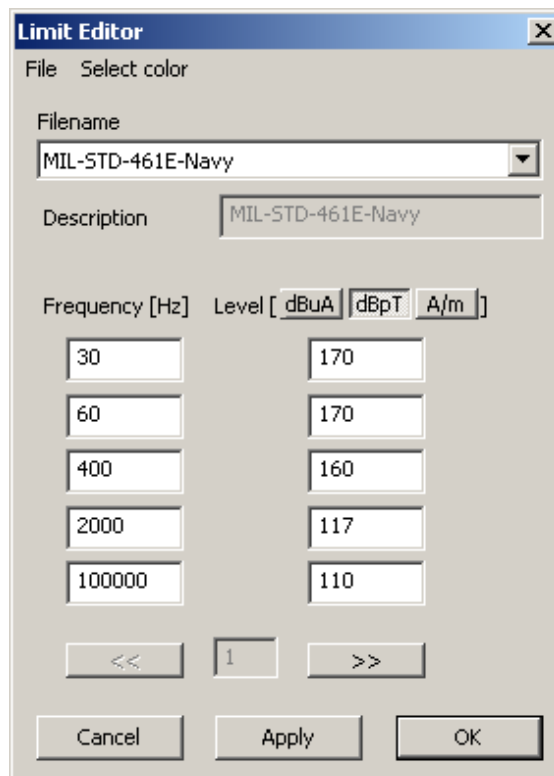 Limit Editor
File Select color
Filename
MIL-STD-461E-Navy
Description MIL-STD-461E-Navy
Frequency [Hz] Level [ dBuA dBpT A/m ]
30 170
60 170
400 160
2000 117
100000 110
<< 1 >>
Cancel Apply OK